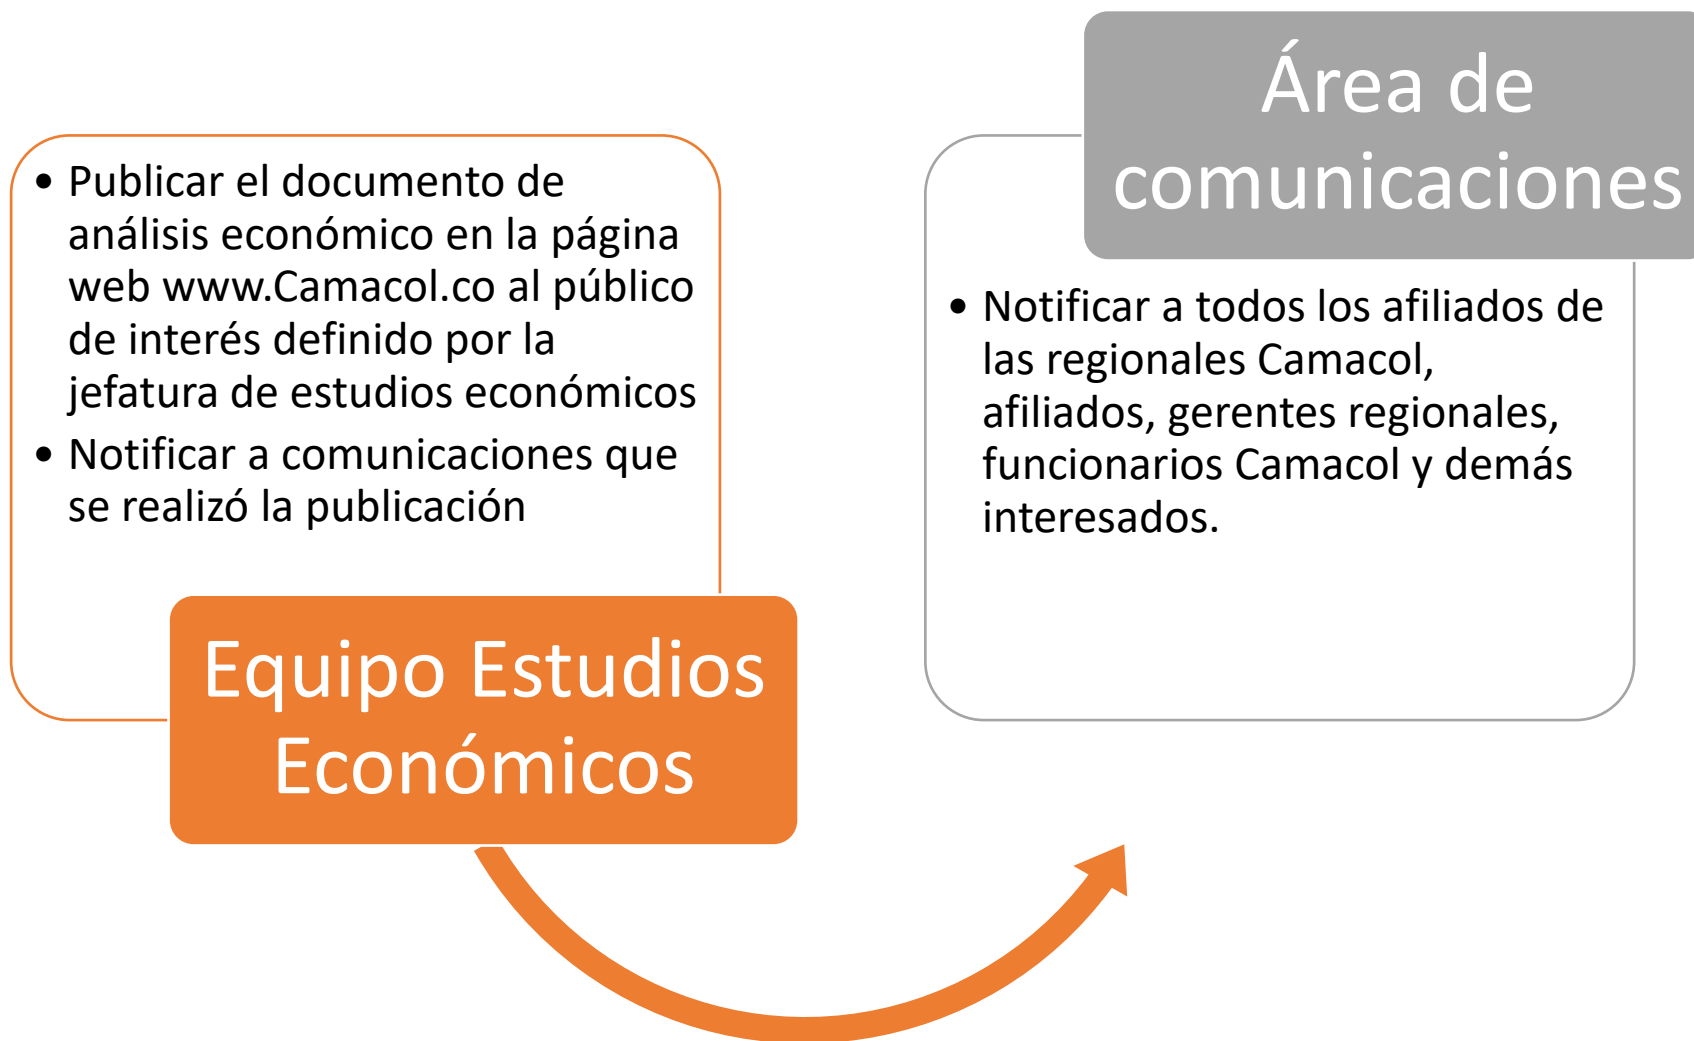 • Publicar el documento de
análisis económico en la página
web www.Camacol.co al público
de interés definido por la
jefatura de estudios económicos
• Notificar a comunicaciones que
se realizó la publicación
Equipo Estudios
Económicos
Área de
comunicaciones
• Notificar a todos los afiliados de
las regionales Camacol,
afiliados, gerentes regionales,
funcionarios Camacol y demás
interesados.